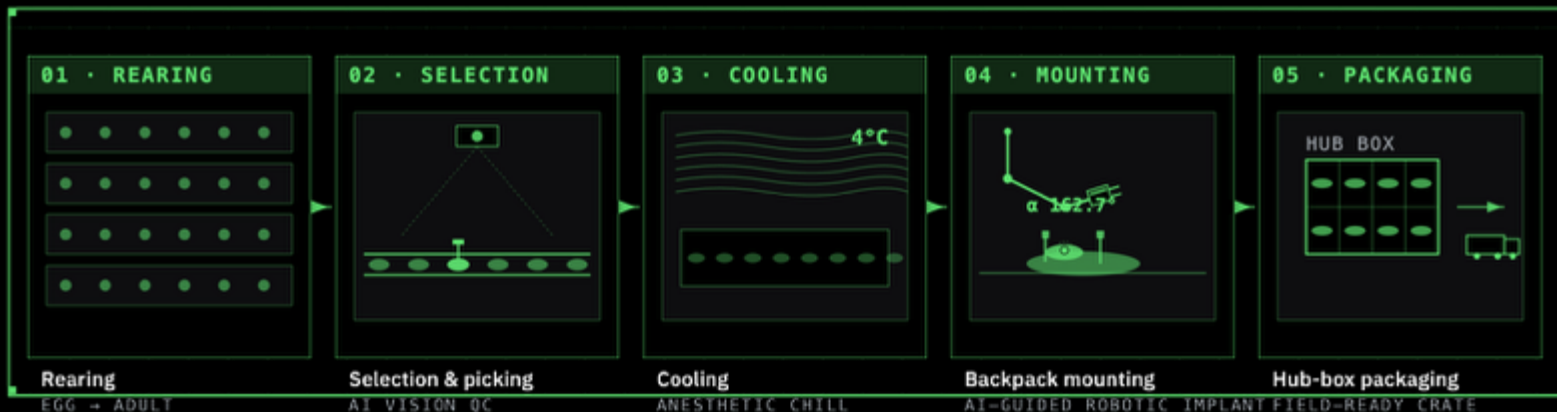 01 · REARING
02 · SELECTION
03 · COOLING
04 · MOUNTING
05 · PACKAGING
4°C
α 162.7°
HUB BOX
Rearing
EGG → ADULT
Selection & picking
AI VISION QC
Cooling
ANESTHETIC CHILL
Backpack mounting
AI-GUIDED ROBOTIC IMPLANT
Hub-box packaging
FIELD-READY CRATE